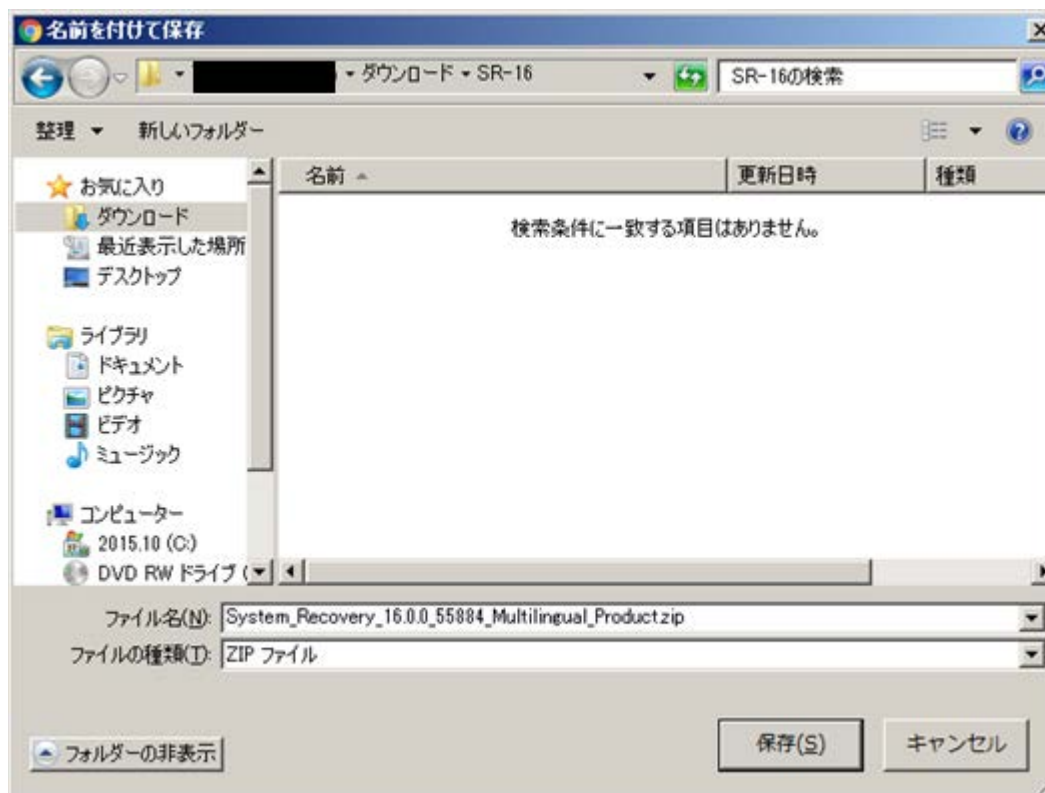 名前を付けて保存
ダウンロード SR-16 SR-16の検索
整理 新しいフォルダー
名前 更新日時 種類
検索条件に一致する項目はありません。
お気に入り
ダウンロード
最近表示した場所
デスクトップ
ライブラリ
ドキュメント
ピクチャ
ビデオ
ミュージック
コンピューター
2015.10 (C:)
DVD RW ドライブ (
ファイル名(N): System_Recovery_16.0.0_55884_Multilingual_Product.zip
ファイルの種類(T): ZIP ファイル
フォルダーの非表示 保存(S) キャンセル